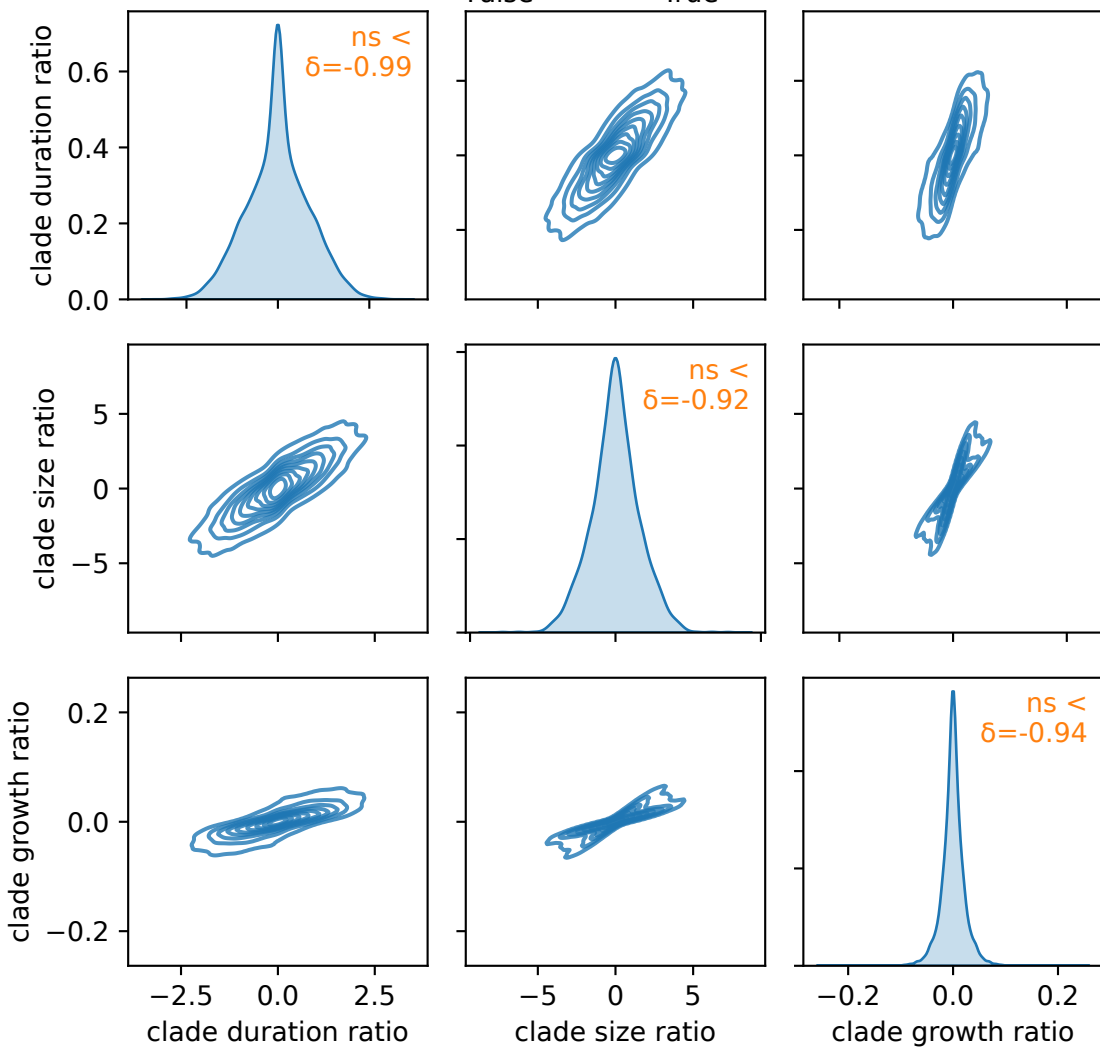 clade duration ratio
0.6
0.4
0.2
0.0
ns <
δ=-0.99
clade size ratio
5
0
−5
ns <
δ=-0.92
clade growth ratio
0.2
0.0
−0.2
ns <
δ=-0.94
−2.5 0.0 2.5
−5 0 5
−0.2 0.0 0.2
clade duration ratio
clade size ratio
clade growth ratio